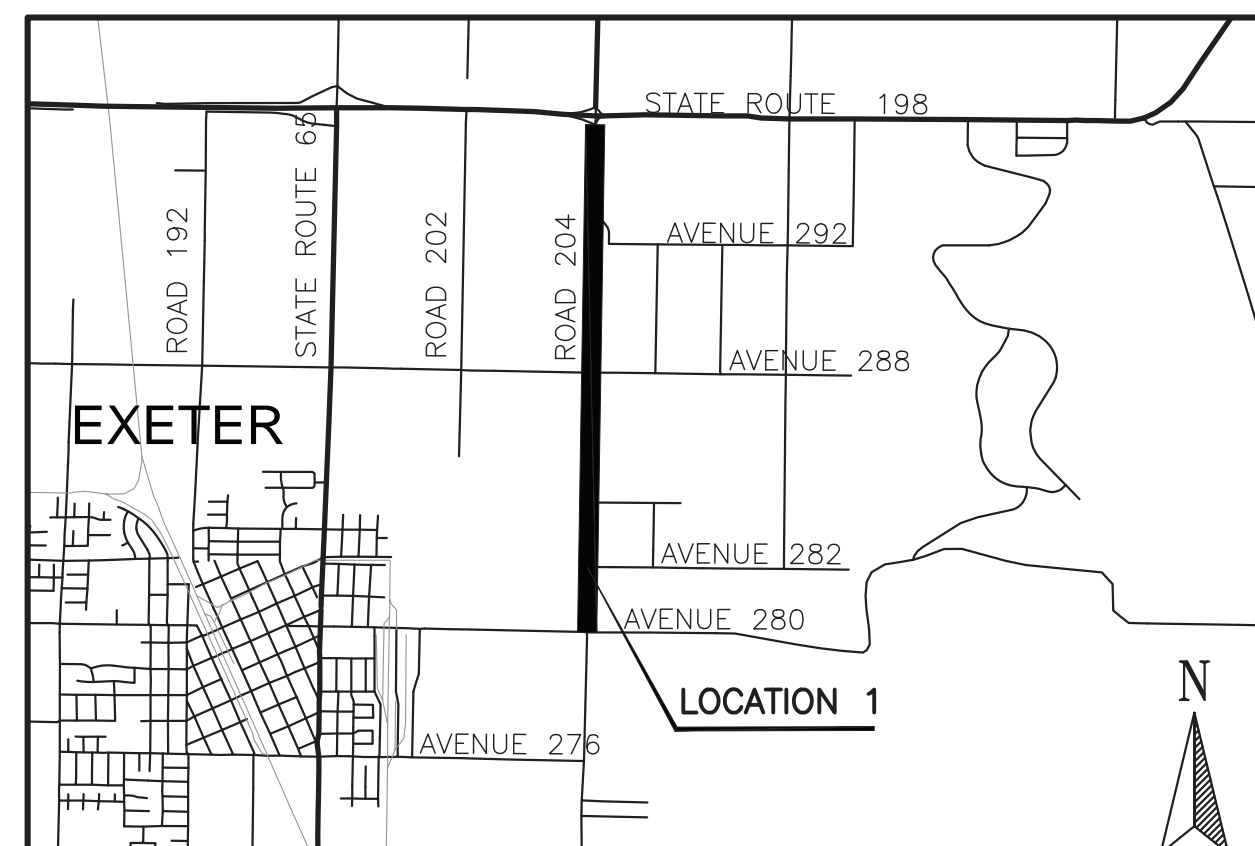 STATE ROUTE 198
STATE ROUTE 65
ROAD 192
ROAD 202
ROAD 204
AVENUE 292
AVENUE 288
EXETER
AVENUE 282
AVENUE 280
N
LOCATION 1
AVENUE 276